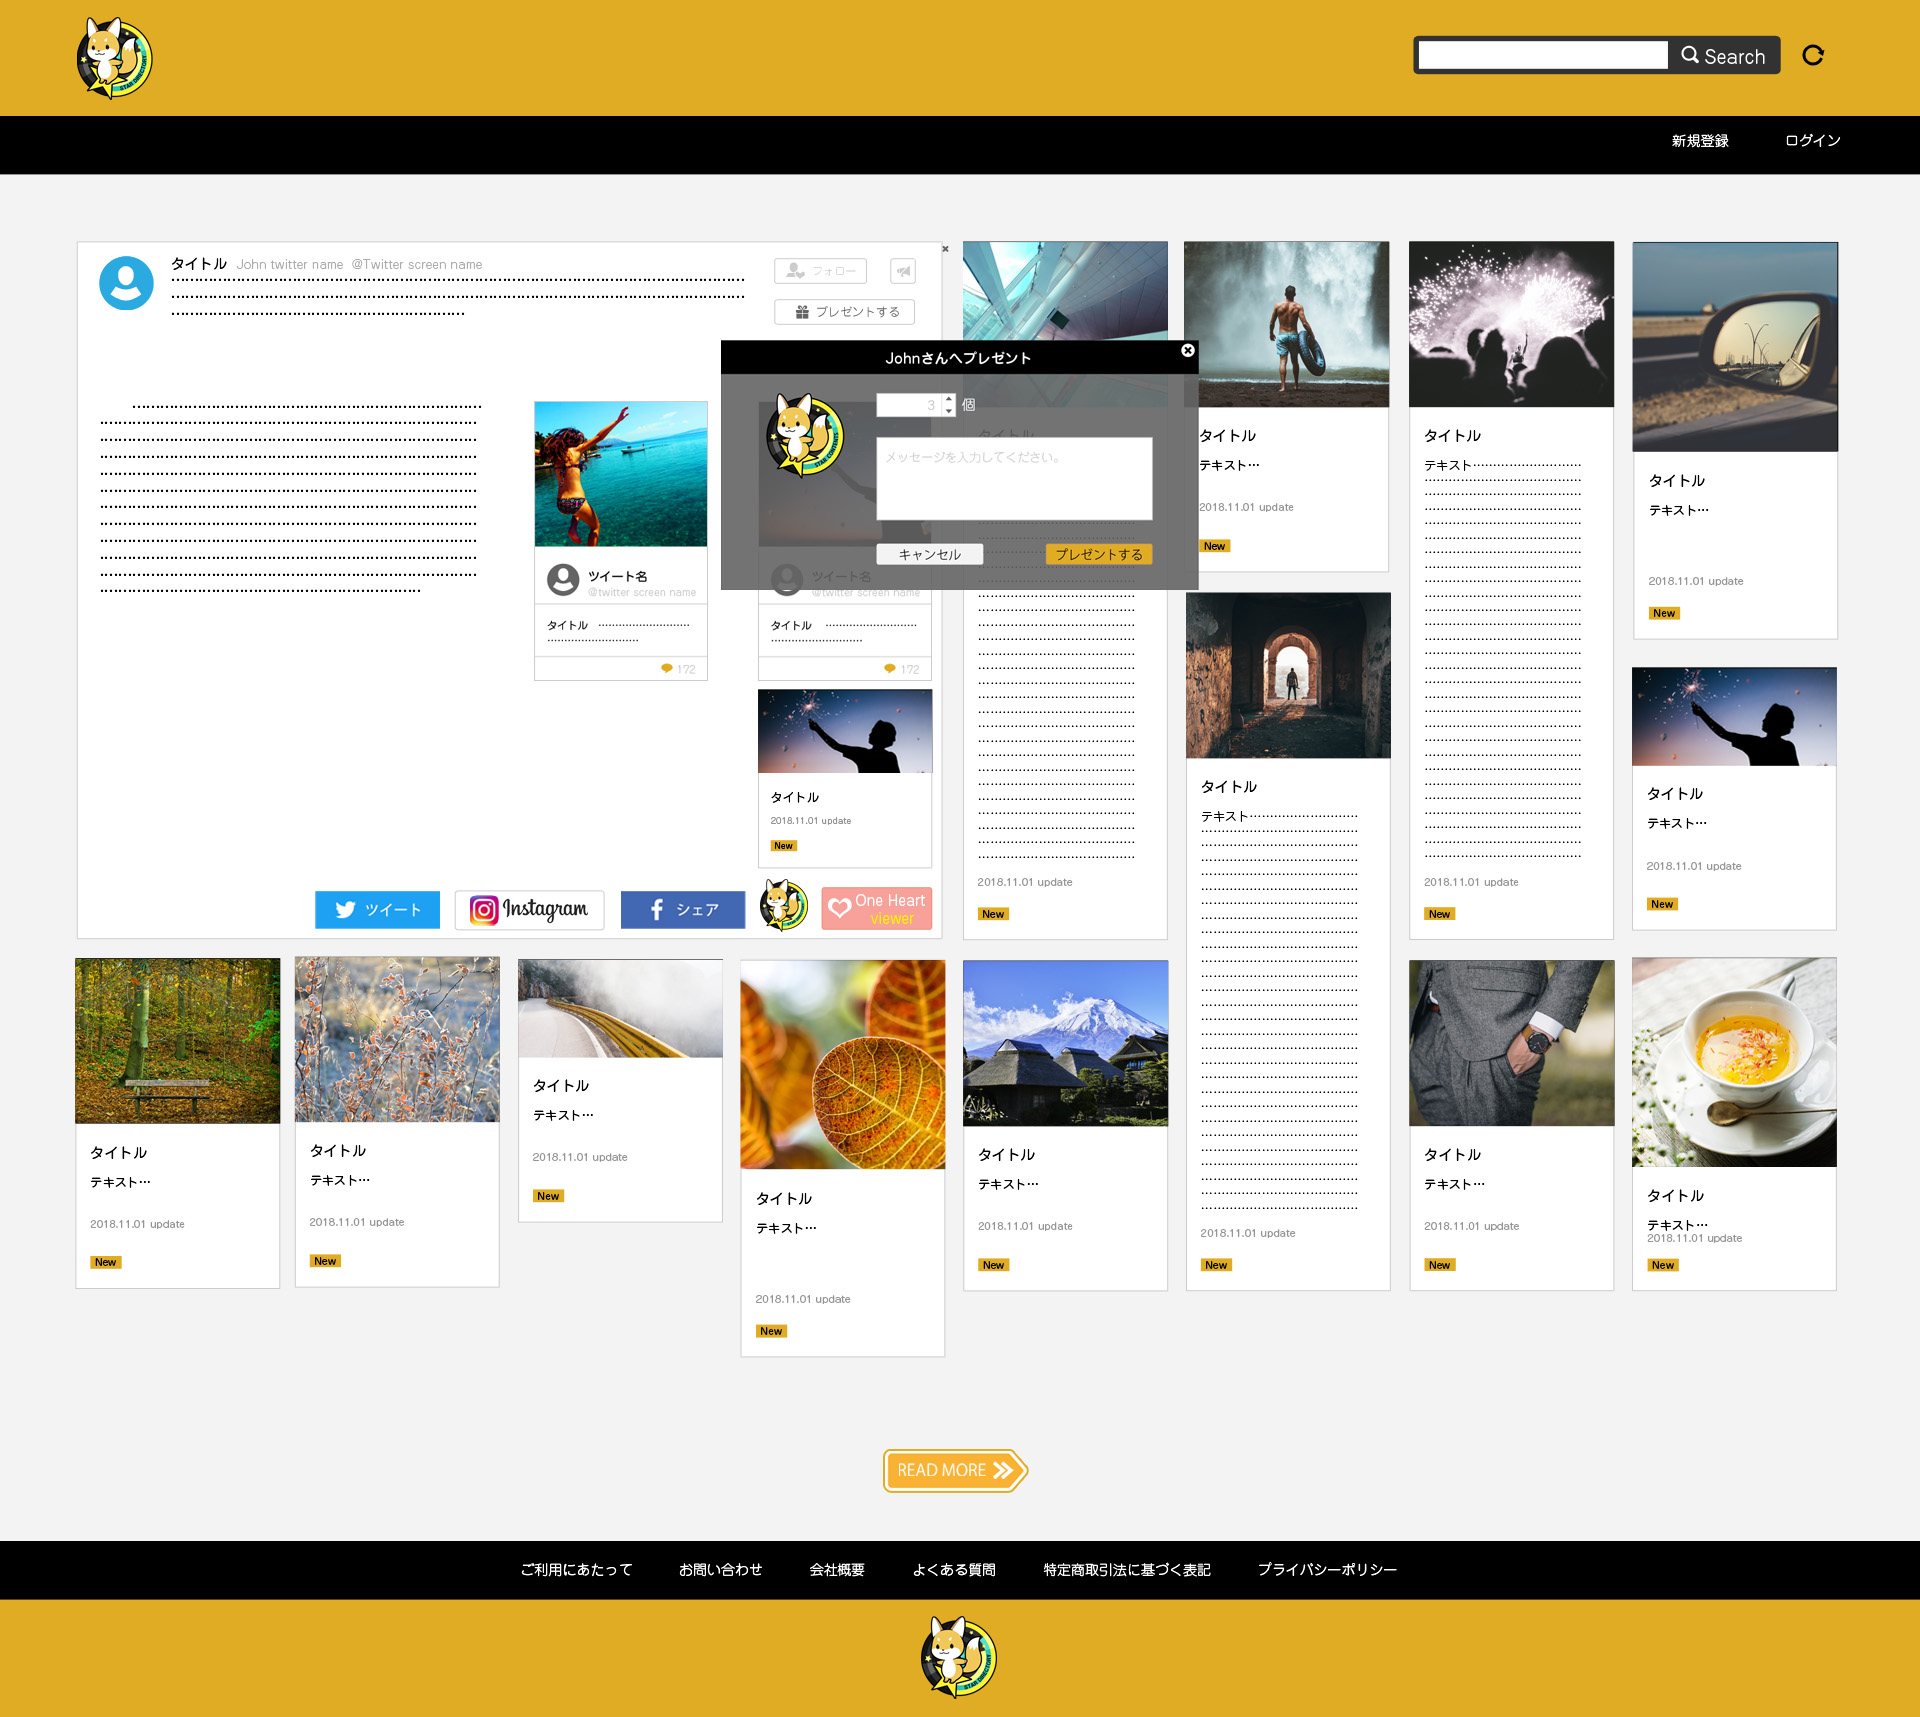 STAR DIRECTORY
Search
新規登録
ログイン
タイトル John twitter name @Twitter screen name
フォロー
プレゼントする
Johnさんへプレゼント
STAR CONTENTS
3 個
メッセージを入力してください。
キャンセル
プレゼントする
ツイート名
@twitter screen name
タイトル
172
ツイート名
@twitter screen name
タイトル
172
タイトル
2018.11.01 update
New
ツイート
Instagram
シェア
One Heart
viewer
タイトル
2018.11.01 update
New
タイトル
テキスト…
2018.11.01 update
New
タイトル
テキスト…
2018.11.01 update
New
タイトル
テキスト…
2018.11.01 update
New
タイトル
テキスト…
2018.11.01 update
New
タイトル
テキスト…
2018.11.01 update
New
タイトル
テキスト…
2018.11.01 update
New
タイトル
テキスト…
2018.11.01 update
New
タイトル
テキスト…
2018.11.01 update
New
タイトル
テキスト…
2018.11.01 update
New
タイトル
テキスト…
2018.11.01 update
New
タイトル
テキスト…
2018.11.01 update
New
タイトル
テキスト…
2018.11.01 update
New
READ MORE
ご利用にあたって
お問い合わせ
会社概要
よくある質問
特定商取引法に基づく表記
プライバシーポリシー
STAR DIRECTORY